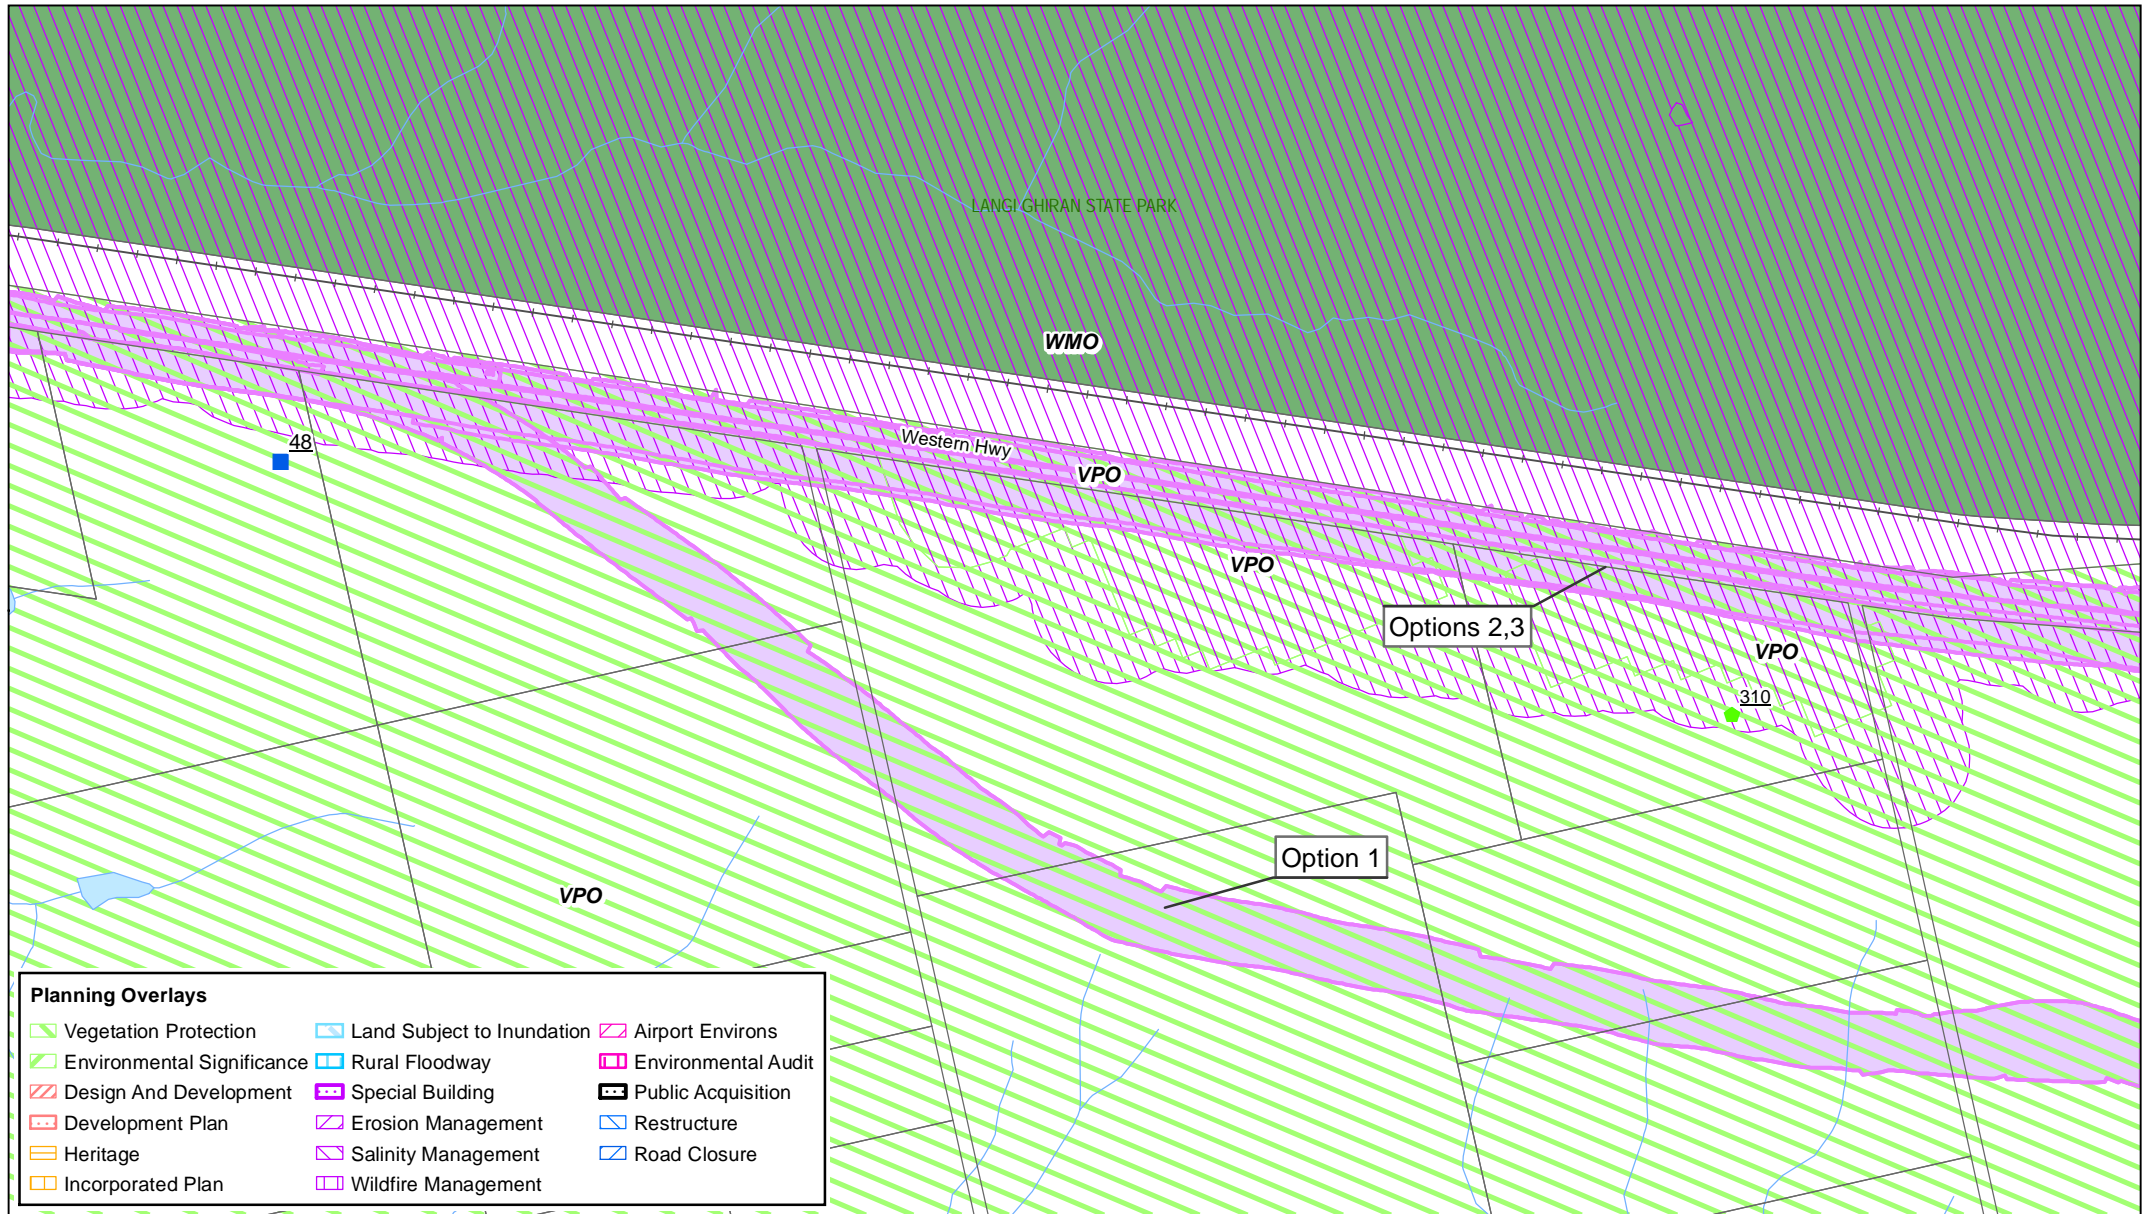 LANGI GHIRAN STATE PARK
WMO
Western Hwy
48
VPO
VPO
Options 2,3
VPO
310
Option 1
VPO
Planning Overlays
Vegetation Protection
Environmental Significance
Design And Development
Development Plan
Heritage
Incorporated Plan
Land Subject to Inundation
Rural Floodway
Special Building
Erosion Management
Salinity Management
Wildfire Management
Airport Environs
Environmental Audit
Public Acquisition
Restructure
Road Closure